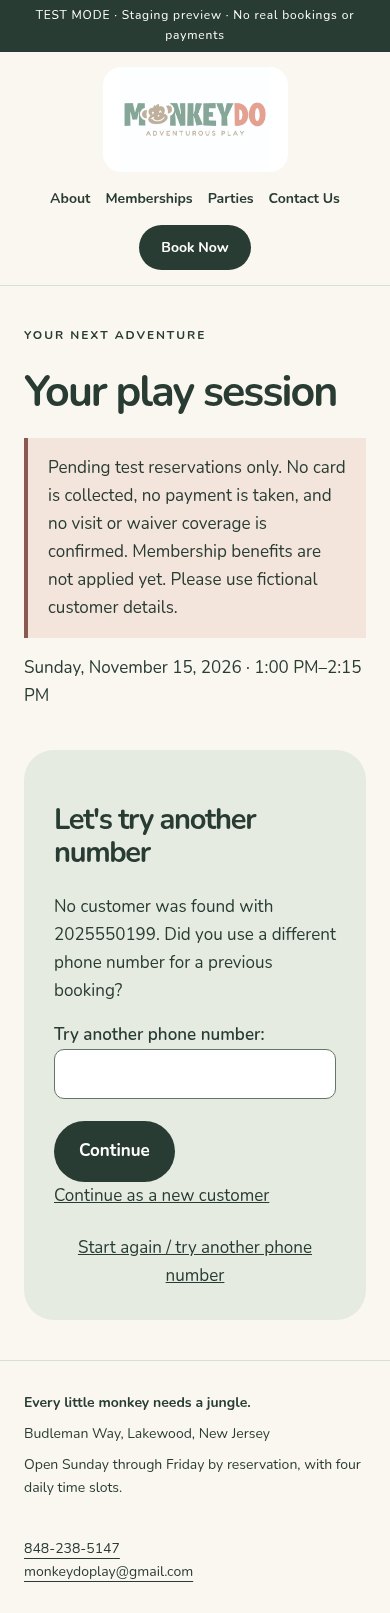 TEST MODE · Staging preview · No real bookings or
payments
MONKEYDO
ADVENTUROUS PLAY
About Memberships Parties Contact Us
Book Now
YOUR NEXT ADVENTURE
Your play session
Pending test reservations only. No card
is collected, no payment is taken, and
no visit or waiver coverage is
confirmed. Membership benefits are
not applied yet. Please use fictional
customer details.
Sunday, November 15, 2026 · 1:00 PM–2:15
PM
Let's try another
number
No customer was found with
2025550199. Did you use a different
phone number for a previous
booking?
Try another phone number:
Continue
Continue as a new customer
Start again / try another phone
number
Every little monkey needs a jungle.
Budleman Way, Lakewood, New Jersey
Open Sunday through Friday by reservation, with four
daily time slots.
848-238-5147
monkeydoplay@gmail.com